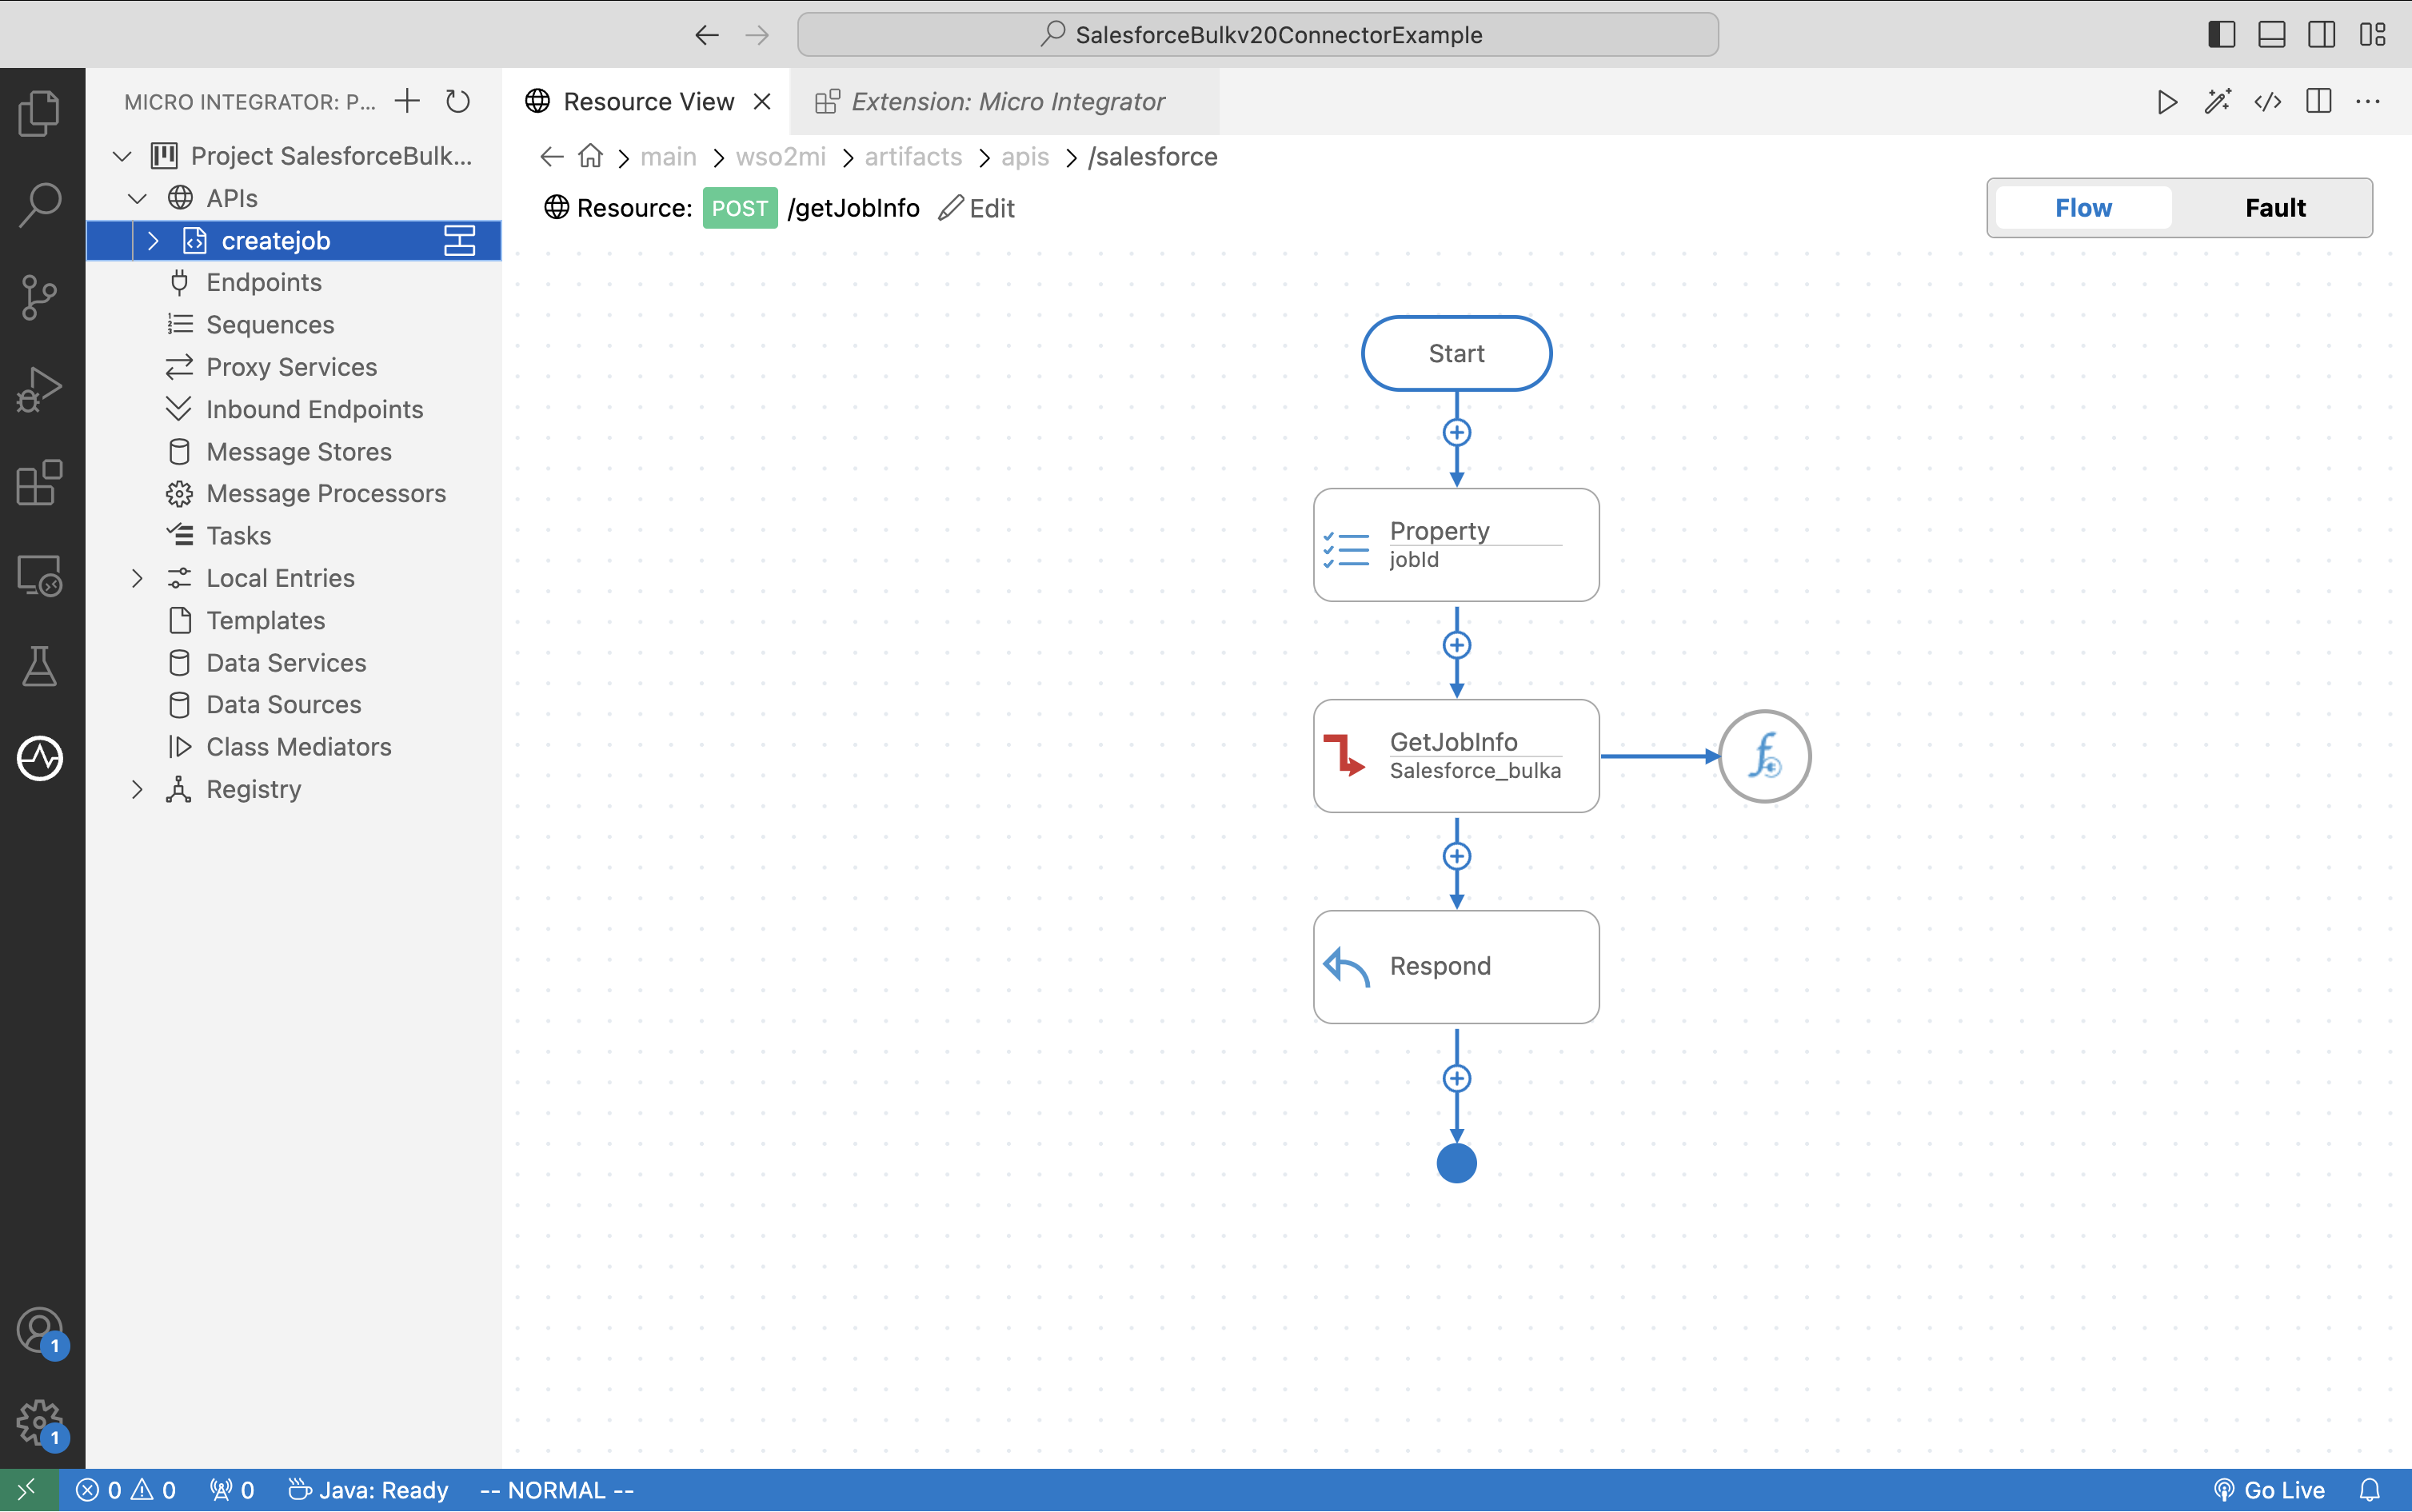 SalesforceBulkv20ConnectorExample
MICRO INTEGRATOR: P...
Resource View
Extension: Micro Integrator
Project SalesforceBulk...
APIs
createjob
Endpoints
Sequences
Proxy Services
Inbound Endpoints
Message Stores
Message Processors
Tasks
Local Entries
Templates
Data Services
Data Sources
Class Mediators
Registry
main > wso2mi > artifacts > apis > /salesforce
Resource: POST /getJobInfo Edit
Flow Fault
Start
Property
jobId
GetJobInfo
Salesforce_bulka
Respond
1
1
0 0 0 Java: Ready -- NORMAL -- Go Live